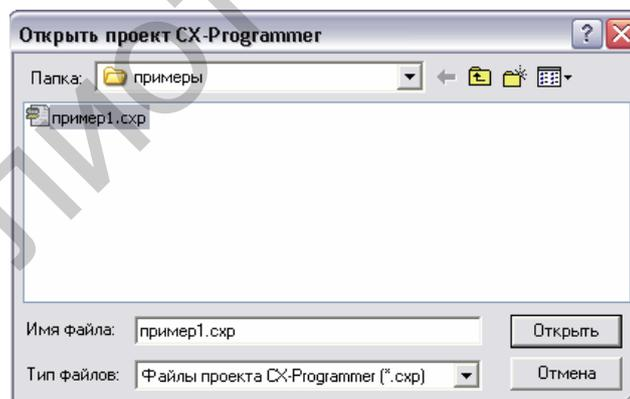 Открыть проект CX-Programmer
Папка: примеры
пример1.cxp
Имя файла: пример1.cxp Открыть
Тип файлов: Файлы проекта CX-Programmer (*.cxp) Отмена
ЛИОТ